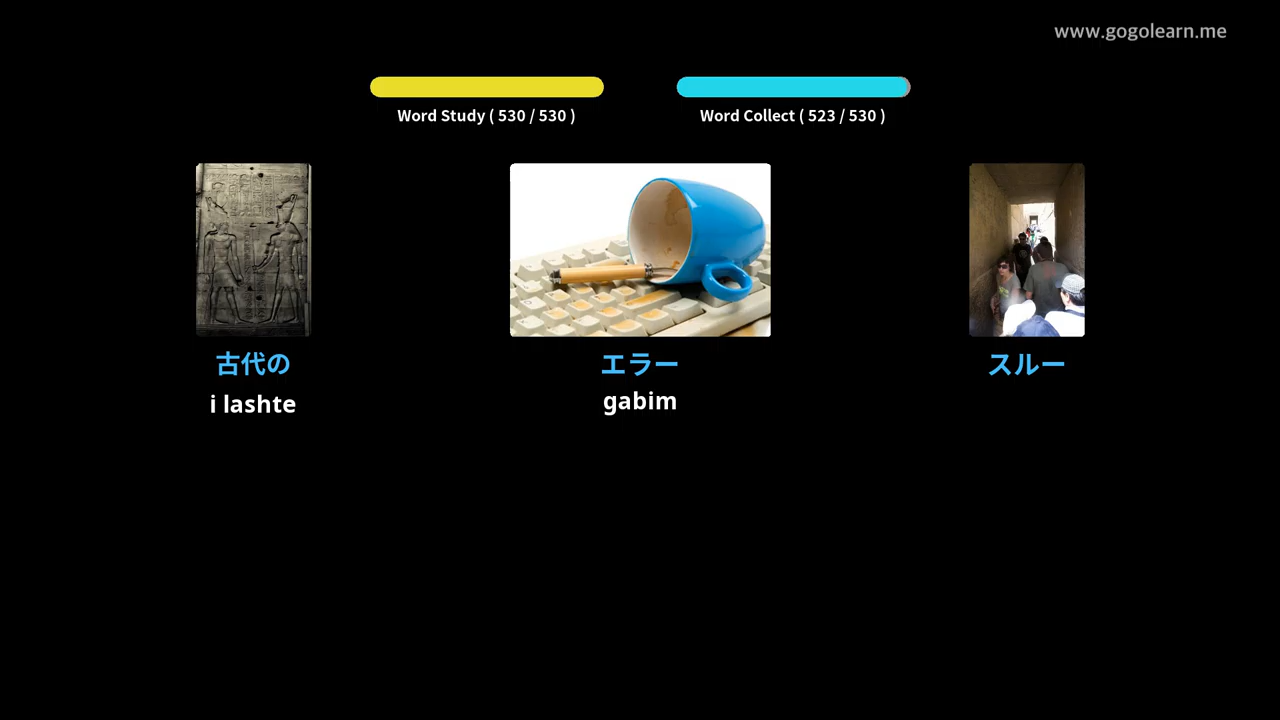 www.gogolearn.me
Word Study ( 530 / 530 )
Word Collect ( 523 / 530 )
古代の
エラー
スルー
i lashte
gabim